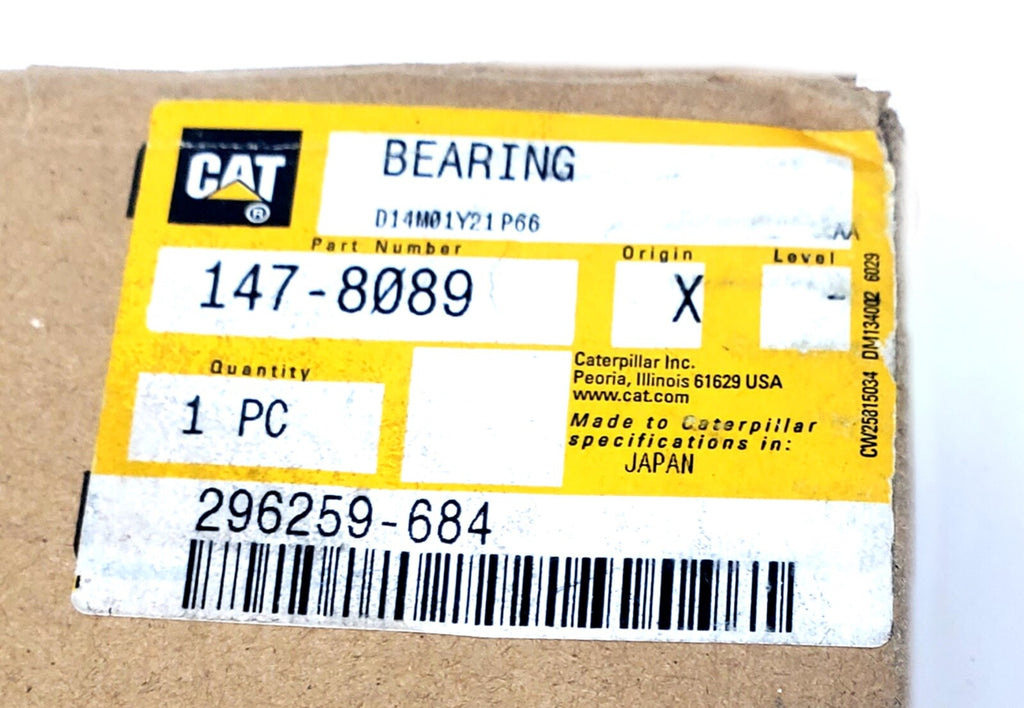 CAT®
BEARING
D14M01Y21P66
Part Number
Origin
Level
147-8089
X
-
Quantity
1 PC
Caterpillar Inc.
Peoria, Illinois 61629 USA
www.cat.com
Made to Caterpillar
specifications in:
JAPAN
CW25815034 DM134002 6029
296259-684